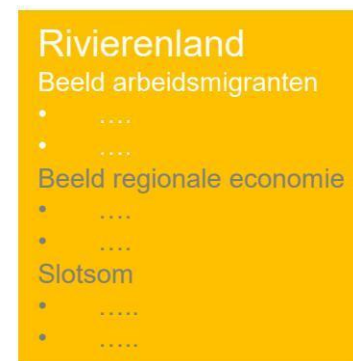 Rivierenland
Beeld arbeidsmigranten
• ....
• ....
Beeld regionale economie
• ....
• ....
Slotsom
• .....
• .....